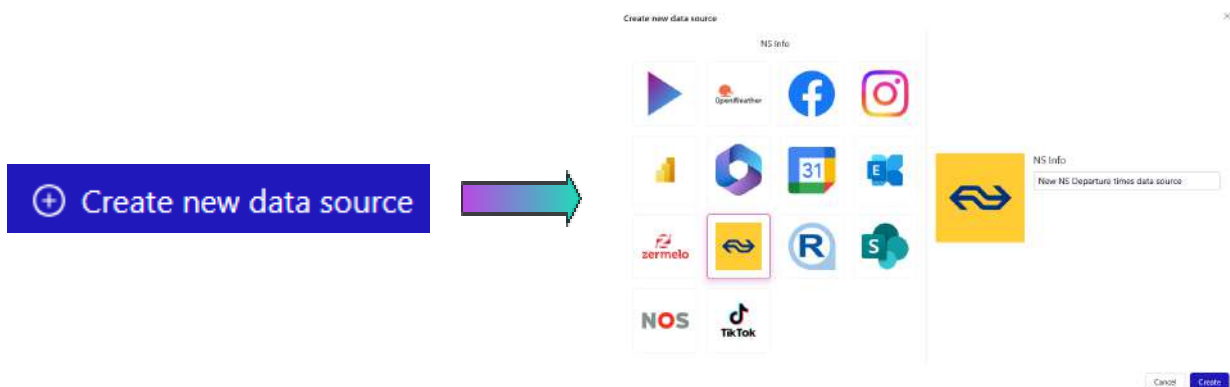 Create new data source
Create new data source
NS Info
OpenWeather
31
E
NS Info
New NS Departure times data source
zermelo
R
S
NOS
TikTok
Cancel
Create